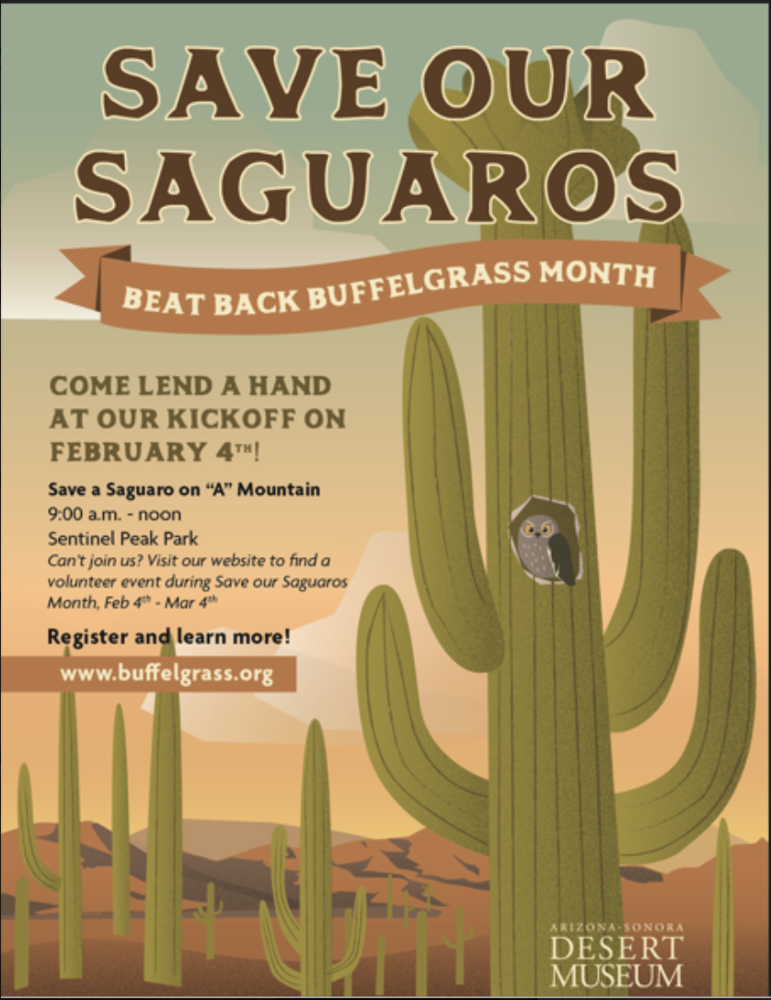 SAVE OUR
SAGUAROS
BEAT BACK BUFFELGRASS MONTH
COME LEND A HAND
AT OUR KICKOFF ON
FEBRUARY 4TH!
Save a Saguaro on “A” Mountain
9:00 a.m. - noon
Sentinel Peak Park
Can't join us? Visit our website to find a
volunteer event during Save our Saguaros
Month, Feb 4th - Mar 4th
Register and learn more!
www.buffelgrass.org
ARIZONA-SONORA
DESERT
MUSEUM